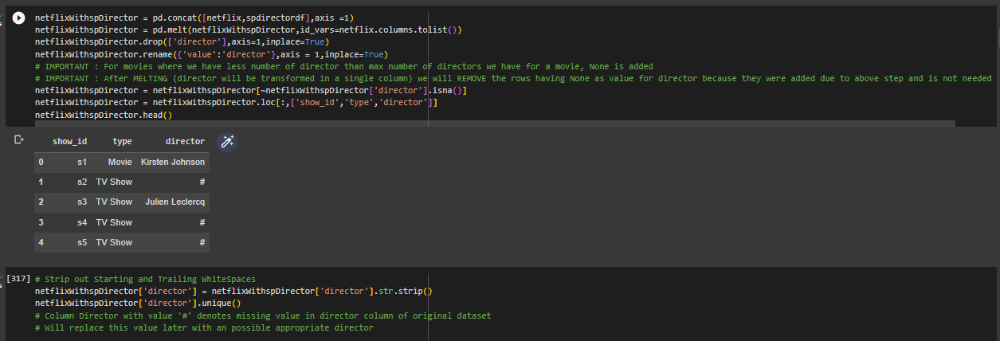 netflixWithspDirector = pd.concat([netflix,spdirectordf],axis =1)
netflixWithspDirector = pd.melt(netflixWithspDirector,id_vars=netflix.columns.tolist())
netflixWithspDirector.drop(['director'],axis=1,inplace=True)
netflixWithspDirector.rename({'value':'director'},axis = 1,inplace=True)
# IMPORTANT : For movies where we have less number of director than max number of directors we have for a movie, None is added
# IMPORTANT : After MELTING (director will be transformed in a single column) we will REMOVE the rows having None as value for director because they were added due to above step and is not needed
netflixWithspDirector = netflixWithspDirector[~netflixWithspDirector['director'].isna()]
netflixWithspDirector = netflixWithspDirector.loc[:,['show_id','type','director']]
netflixWithspDirector.head()
show_id type director
0 s1 Movie Kirsten Johnson
1 s2 TV Show #
2 s3 TV Show Julien Leclercq
3 s4 TV Show #
4 s5 TV Show #
[317] # Strip out Starting and Trailing WhiteSpaces
netflixWithspDirector['director'] = netflixWithspDirector['director'].str.strip()
netflixWithspDirector['director'].unique()
# Column Director with value '#' denotes missing value in director column of original dataset
# Will replace this value later with an possible appropriate director